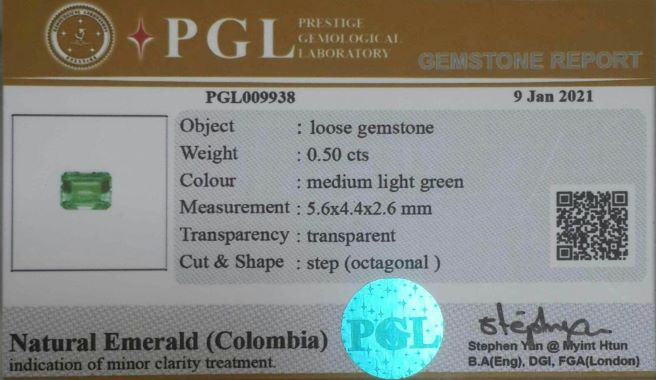 PGL
PRESTIGE
GEMOLOGICAL
LABORATORY
GEMSTONE REPORT
PGL009938
9 Jan 2021
Object : loose gemstone
Weight : 0.50 cts
Colour : medium light green
Measurement : 5.6x4.4x2.6 mm
Transparency : transparent
Cut & Shape : step (octagonal )
PGL
Natural Emerald (Colombia)
indication of minor clarity treatment.
Stephen Yan @ Myint Htun
B.A(Eng), DGI, FGA(London)